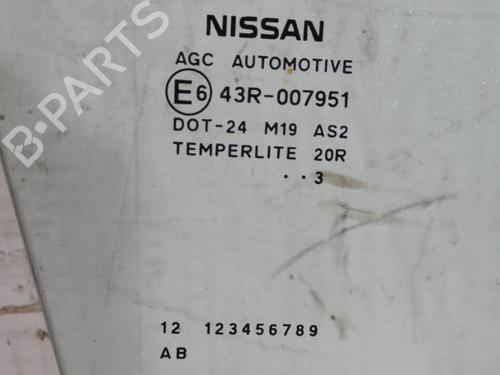 B-PARTS
NISSAN
AGC AUTOMOTIVE
E6 43R-007951
DOT-24 M19 AS2
TEMPERLITE 20R
..3
12 123456789
AB